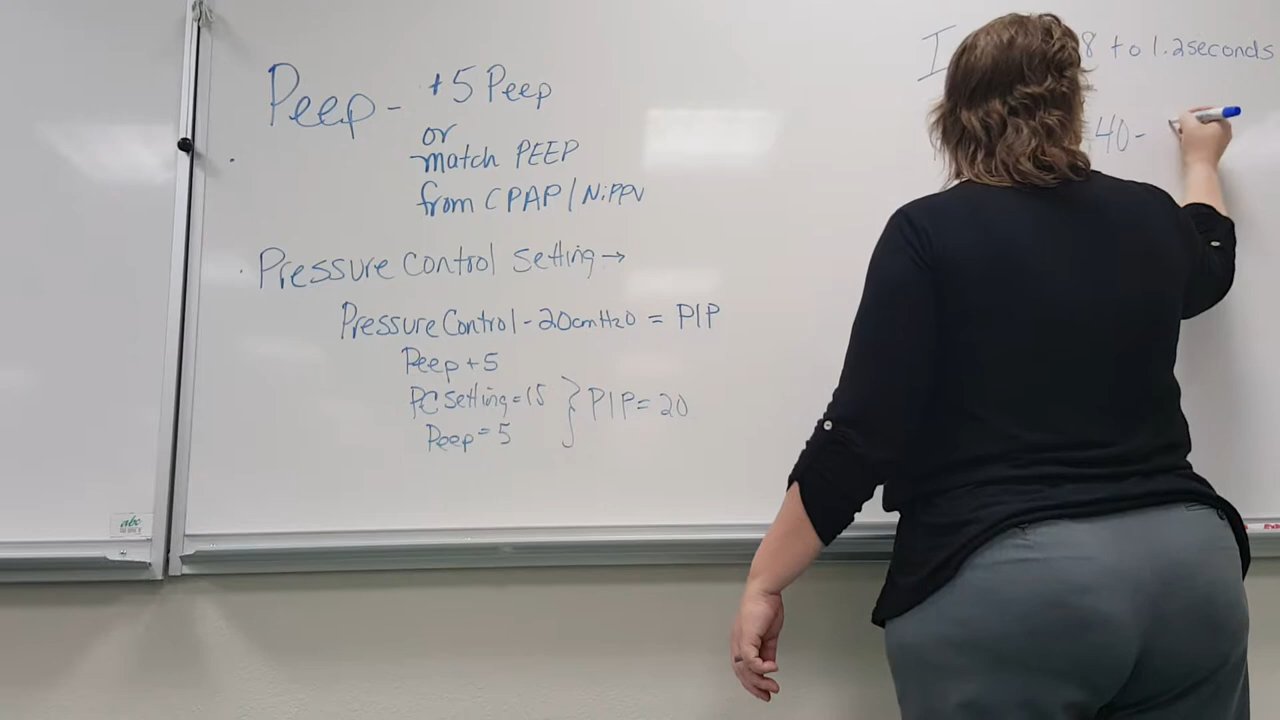 Peep - +5 Peep
or
match PEEP
from CPAP/NiPPV
Pressure control setting →
Pressure Control - 20cmH2O = PIP
Peep +5
PC setting = 15 } PIP = 20
Peep = 5
I 8 to 1.2seconds
40-
abc